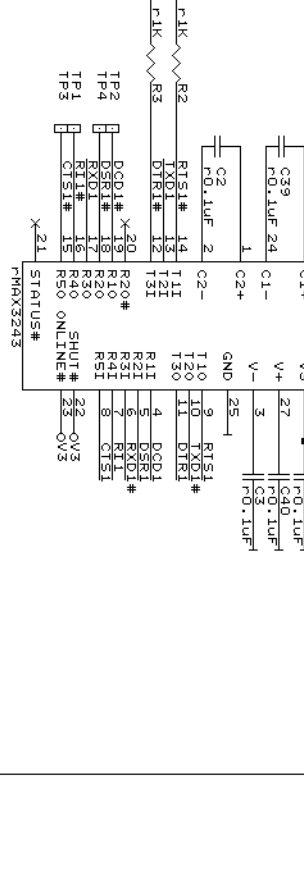 r1K
R3
r1K
R2
TP3
TP1
TP4
TP2
C2
r0.1uF
C39
r0.1uF
24
RTS1# 14
TXD1 13
DTR1# 12
2
1
20
DCD1# 19
DSR1# 18
RXD1 17
RI1# 16
CTS1# 15
21
C1+
C1-
C2+
C2-
T1I
T2I
T3I
R2O#
R1O
R2O
R3O
R4O
R5O
STATUS#
V+
V-
GND
T1O
T2O
T3O
R1I
R2I
R3I
R4I
R5I
SHUT#
ONLINE#
rMAX3243
27
3
25
9 RTS1
10 TXD1#
11 DTR1
4 DCD1
5 DSR1
6 RXD1#
7 RI1
8 CTS1
22 0V3
23 0V3
r0.1uF
C40
r0.1uF
C3
r0.1uF